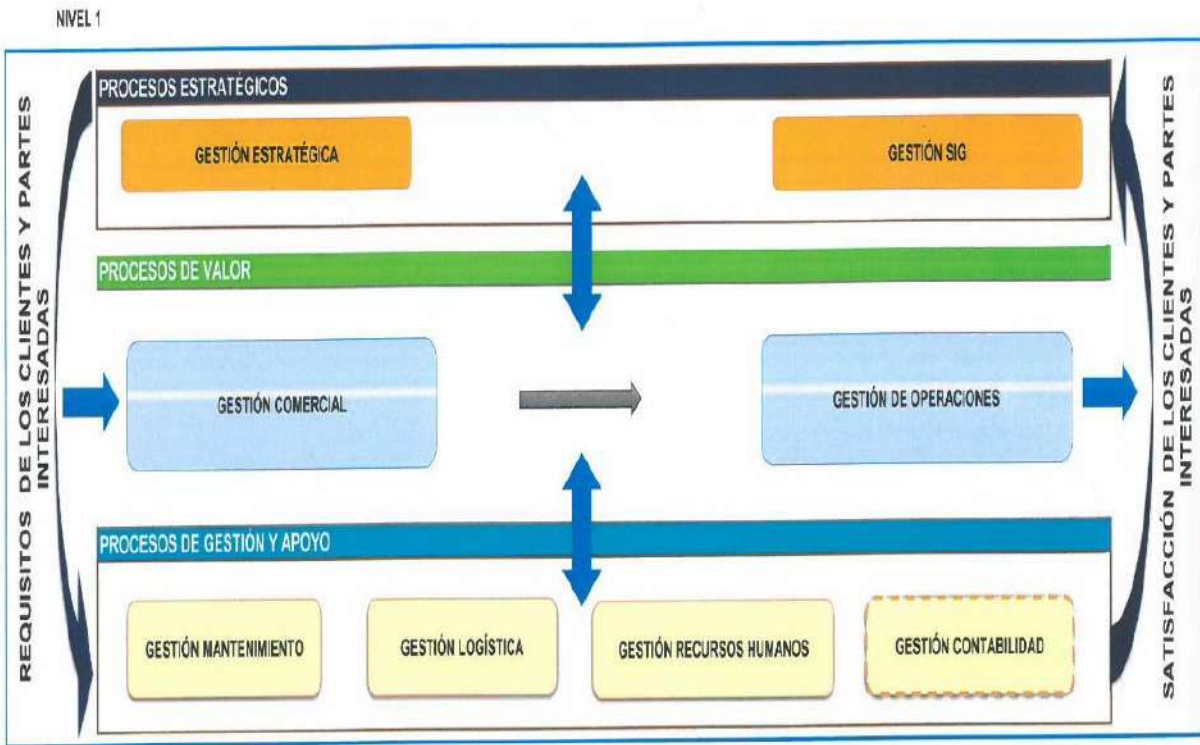 NIVEL 1
REQUISITOS DE LOS CLIENTES Y PARTES
INTERESADAS
PROCESOS ESTRATÉGICOS
GESTIÓN ESTRATÉGICA
GESTIÓN SIG
PROCESOS DE VALOR
GESTIÓN COMERCIAL
GESTIÓN DE OPERACIONES
PROCESOS DE GESTIÓN Y APOYO
GESTIÓN MANTENIMIENTO
GESTIÓN LOGÍSTICA
GESTIÓN RECURSOS HUMANOS
GESTIÓN CONTABILIDAD
SATISFACCIÓN DE LOS CLIENTES Y PARTES
INTERESADAS